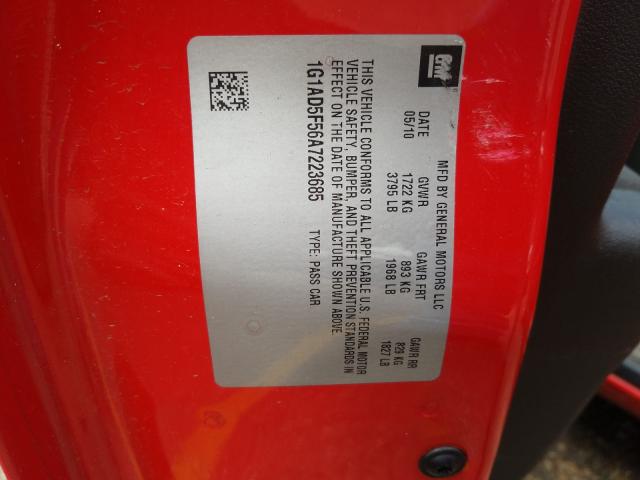 GM
MFD BY GENERAL MOTORS LLC
DATE GVWR GAWR FRT GAWR RR
05/10 1722 KG 893 KG 829 KG
3795 LB 1968 LB 1827 LB
THIS VEHICLE CONFORMS TO ALL APPLICABLE U.S. FEDERAL MOTOR
VEHICLE SAFETY, BUMPER, AND THEFT PREVENTION STANDARDS IN
EFFECT ON THE DATE OF MANUFACTURE SHOWN ABOVE.
1G1AD5F56A7223685 TYPE: PASS CAR